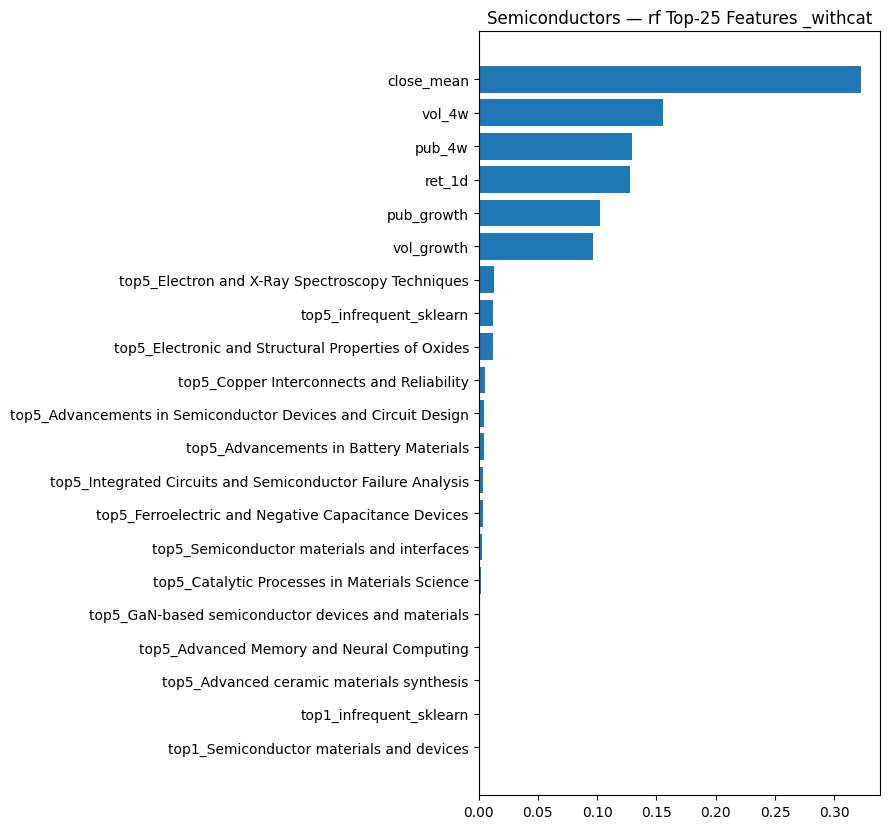 Semiconductors — rf Top-25 Features _withcat
close_mean
vol_4w
pub_4w
ret_1d
pub_growth
vol_growth
top5_Electron and X-Ray Spectroscopy Techniques
top5_infrequent_sklearn
top5_Electronic and Structural Properties of Oxides
top5_Copper Interconnects and Reliability
top5_Advancements in Semiconductor Devices and Circuit Design
top5_Advancements in Battery Materials
top5_Integrated Circuits and Semiconductor Failure Analysis
top5_Ferroelectric and Negative Capacitance Devices
top5_Semiconductor materials and interfaces
top5_Catalytic Processes in Materials Science
top5_GaN-based semiconductor devices and materials
top5_Advanced Memory and Neural Computing
top5_Advanced ceramic materials synthesis
top1_infrequent_sklearn
top1_Semiconductor materials and devices
0.00 0.05 0.10 0.15 0.20 0.25 0.30